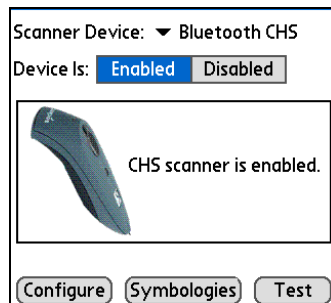 Scanner Device: Bluetooth CHS
Device Is: Enabled Disabled
CHS scanner is enabled.
Configure Symbologies Test